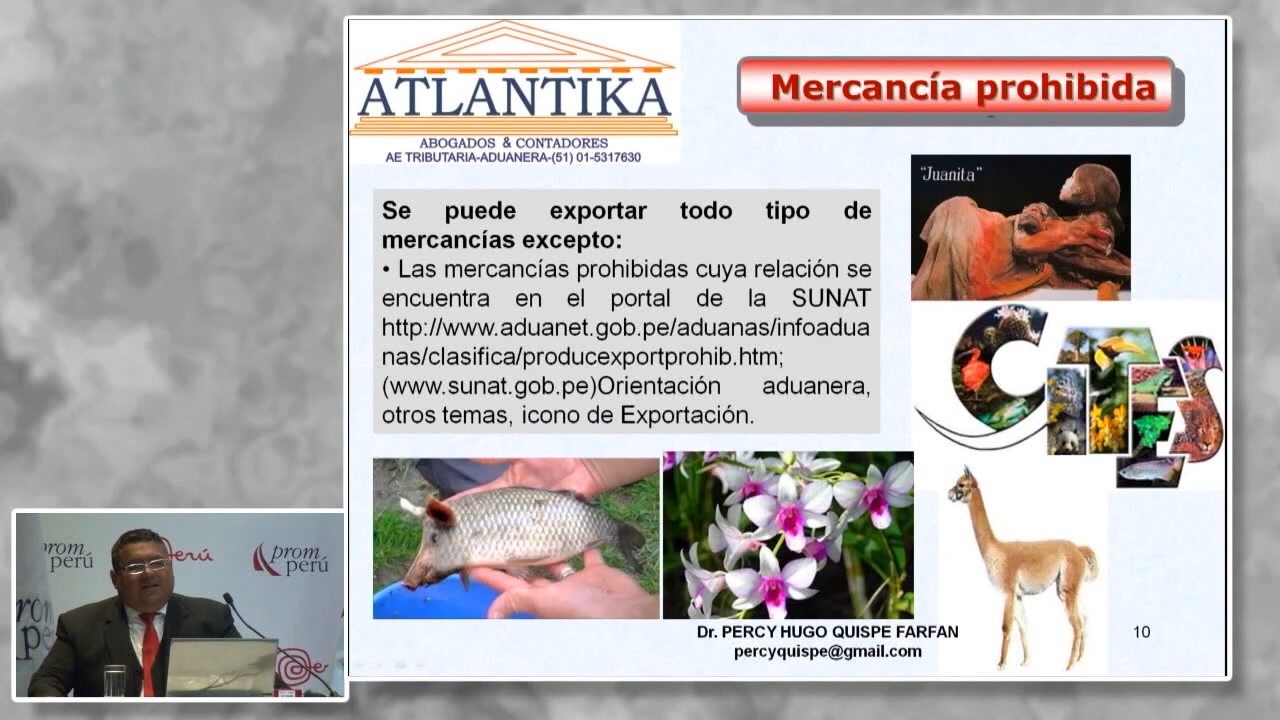 ATLANTIKA
ABOGADOS & CONTADORES
AE TRIBUTARIA-ADUANERA-(51) 01-5317630
Mercancía prohibida
"Juanita"
Se puede exportar todo tipo de
mercancías excepto:
• Las mercancías prohibidas cuya relación se
encuentra en el portal de la SUNAT
http://www.aduanet.gob.pe/aduanas/infoadua
nas/clasifica/producexportprohib.htm;
(www.sunat.gob.pe)Orientación aduanera,
otros temas, icono de Exportación.
CITES
Dr. PERCY HUGO QUISPE FARFAN
percyquispe@gmail.com
10
prom
perú
Perú
prom
perú